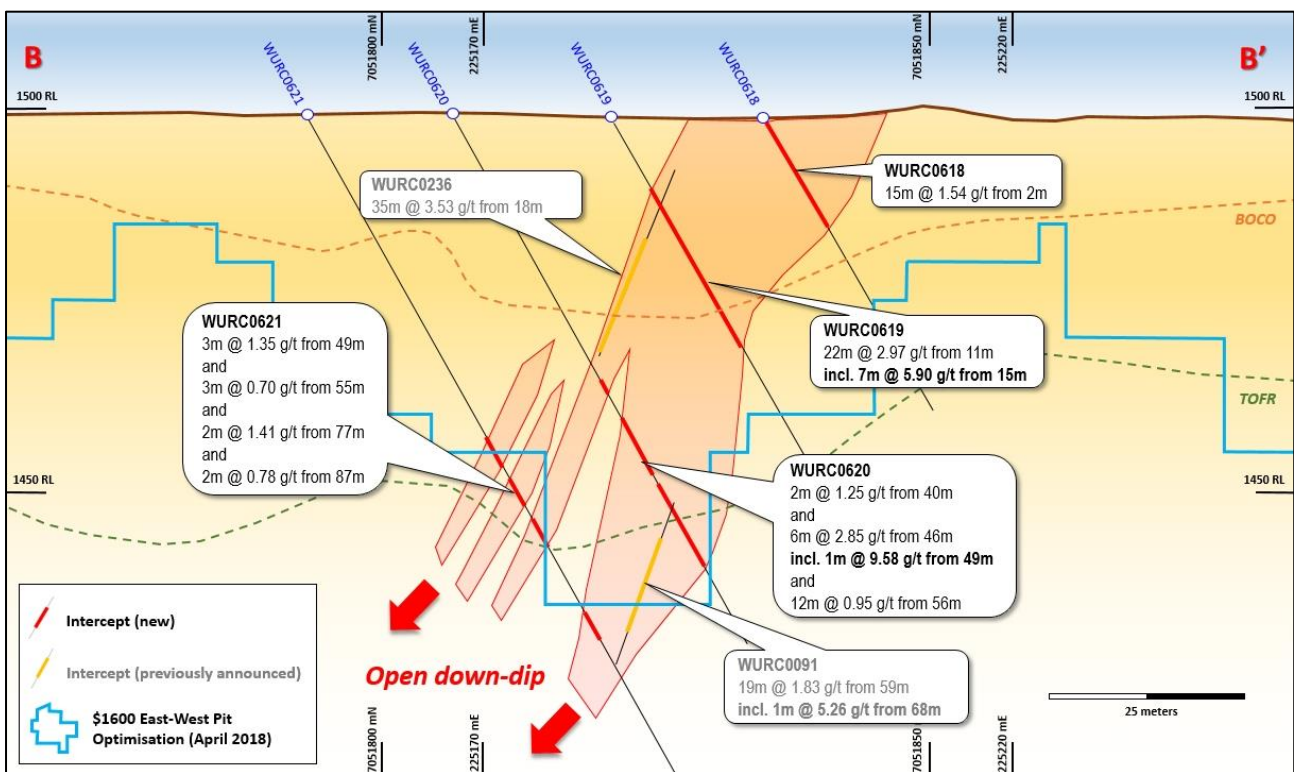 B
B'
7051800 mN
225170 mE
7051850 mN
225220 mE
WURC0621
WURC0620
WURC0619
WURC0618
1500 RL
1500 RL
WURC0236
35m @ 3.53 g/t from 18m
WURC0618
15m @ 1.54 g/t from 2m
BOCO
WURC0621
3m @ 1.35 g/t from 49m
and
3m @ 0.70 g/t from 55m
and
2m @ 1.41 g/t from 77m
and
2m @ 0.78 g/t from 87m
WURC0619
22m @ 2.97 g/t from 11m
incl. 7m @ 5.90 g/t from 15m
TOFR
1450 RL
1450 RL
WURC0620
2m @ 1.25 g/t from 40m
and
6m @ 2.85 g/t from 46m
incl. 1m @ 9.58 g/t from 49m
and
12m @ 0.95 g/t from 56m
Intercept (new)
Intercept (previously announced)
$1600 East-West Pit
Optimisation (April 2018)
Open down-dip
WURC0091
19m @ 1.83 g/t from 59m
incl. 1m @ 5.26 g/t from 68m
25 meters
7051800 mN
225170 mE
7051850 mN
225220 mE